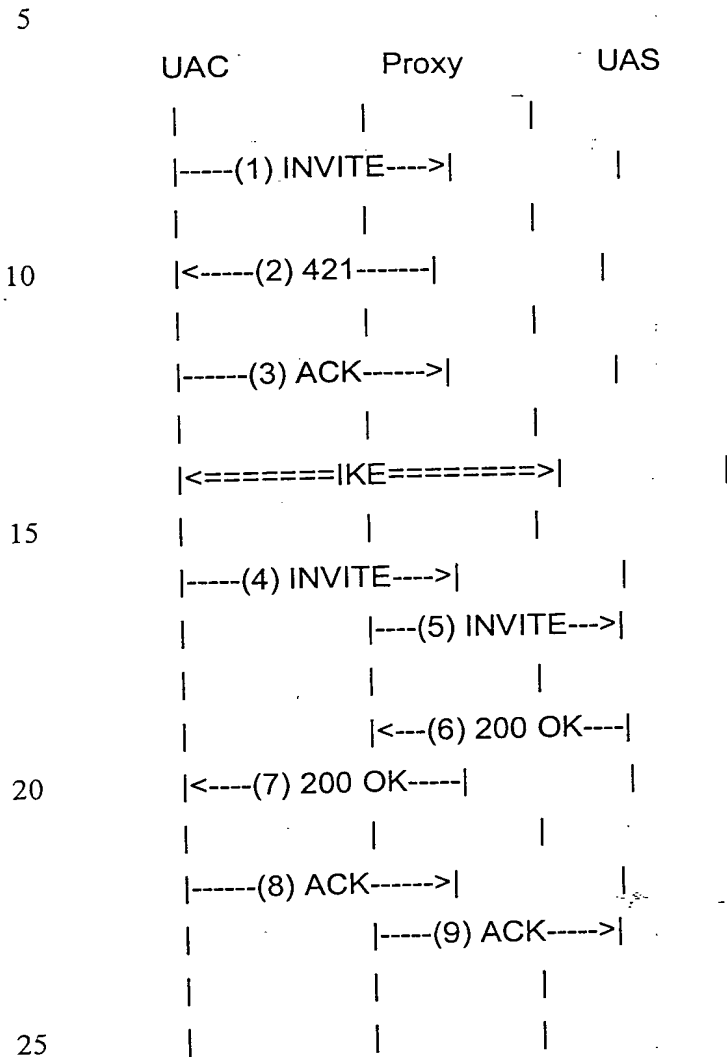 5
UAC Proxy UAS
| | |
|-----(1) INVITE---->| |
| | |
10 |<-----(2) 421-------| |
| | |
|------(3) ACK------>| |
| | |
|<=======IKE========>| |
15 | | |
|-----(4) INVITE---->| |
| |----(5) INVITE--->|
| | |
| |<---(6) 200 OK----|
20 |<----(7) 200 OK-----| |
| | |
|------(8) ACK------>| |
| |-----(9) ACK----->|
| | |
25 | | |